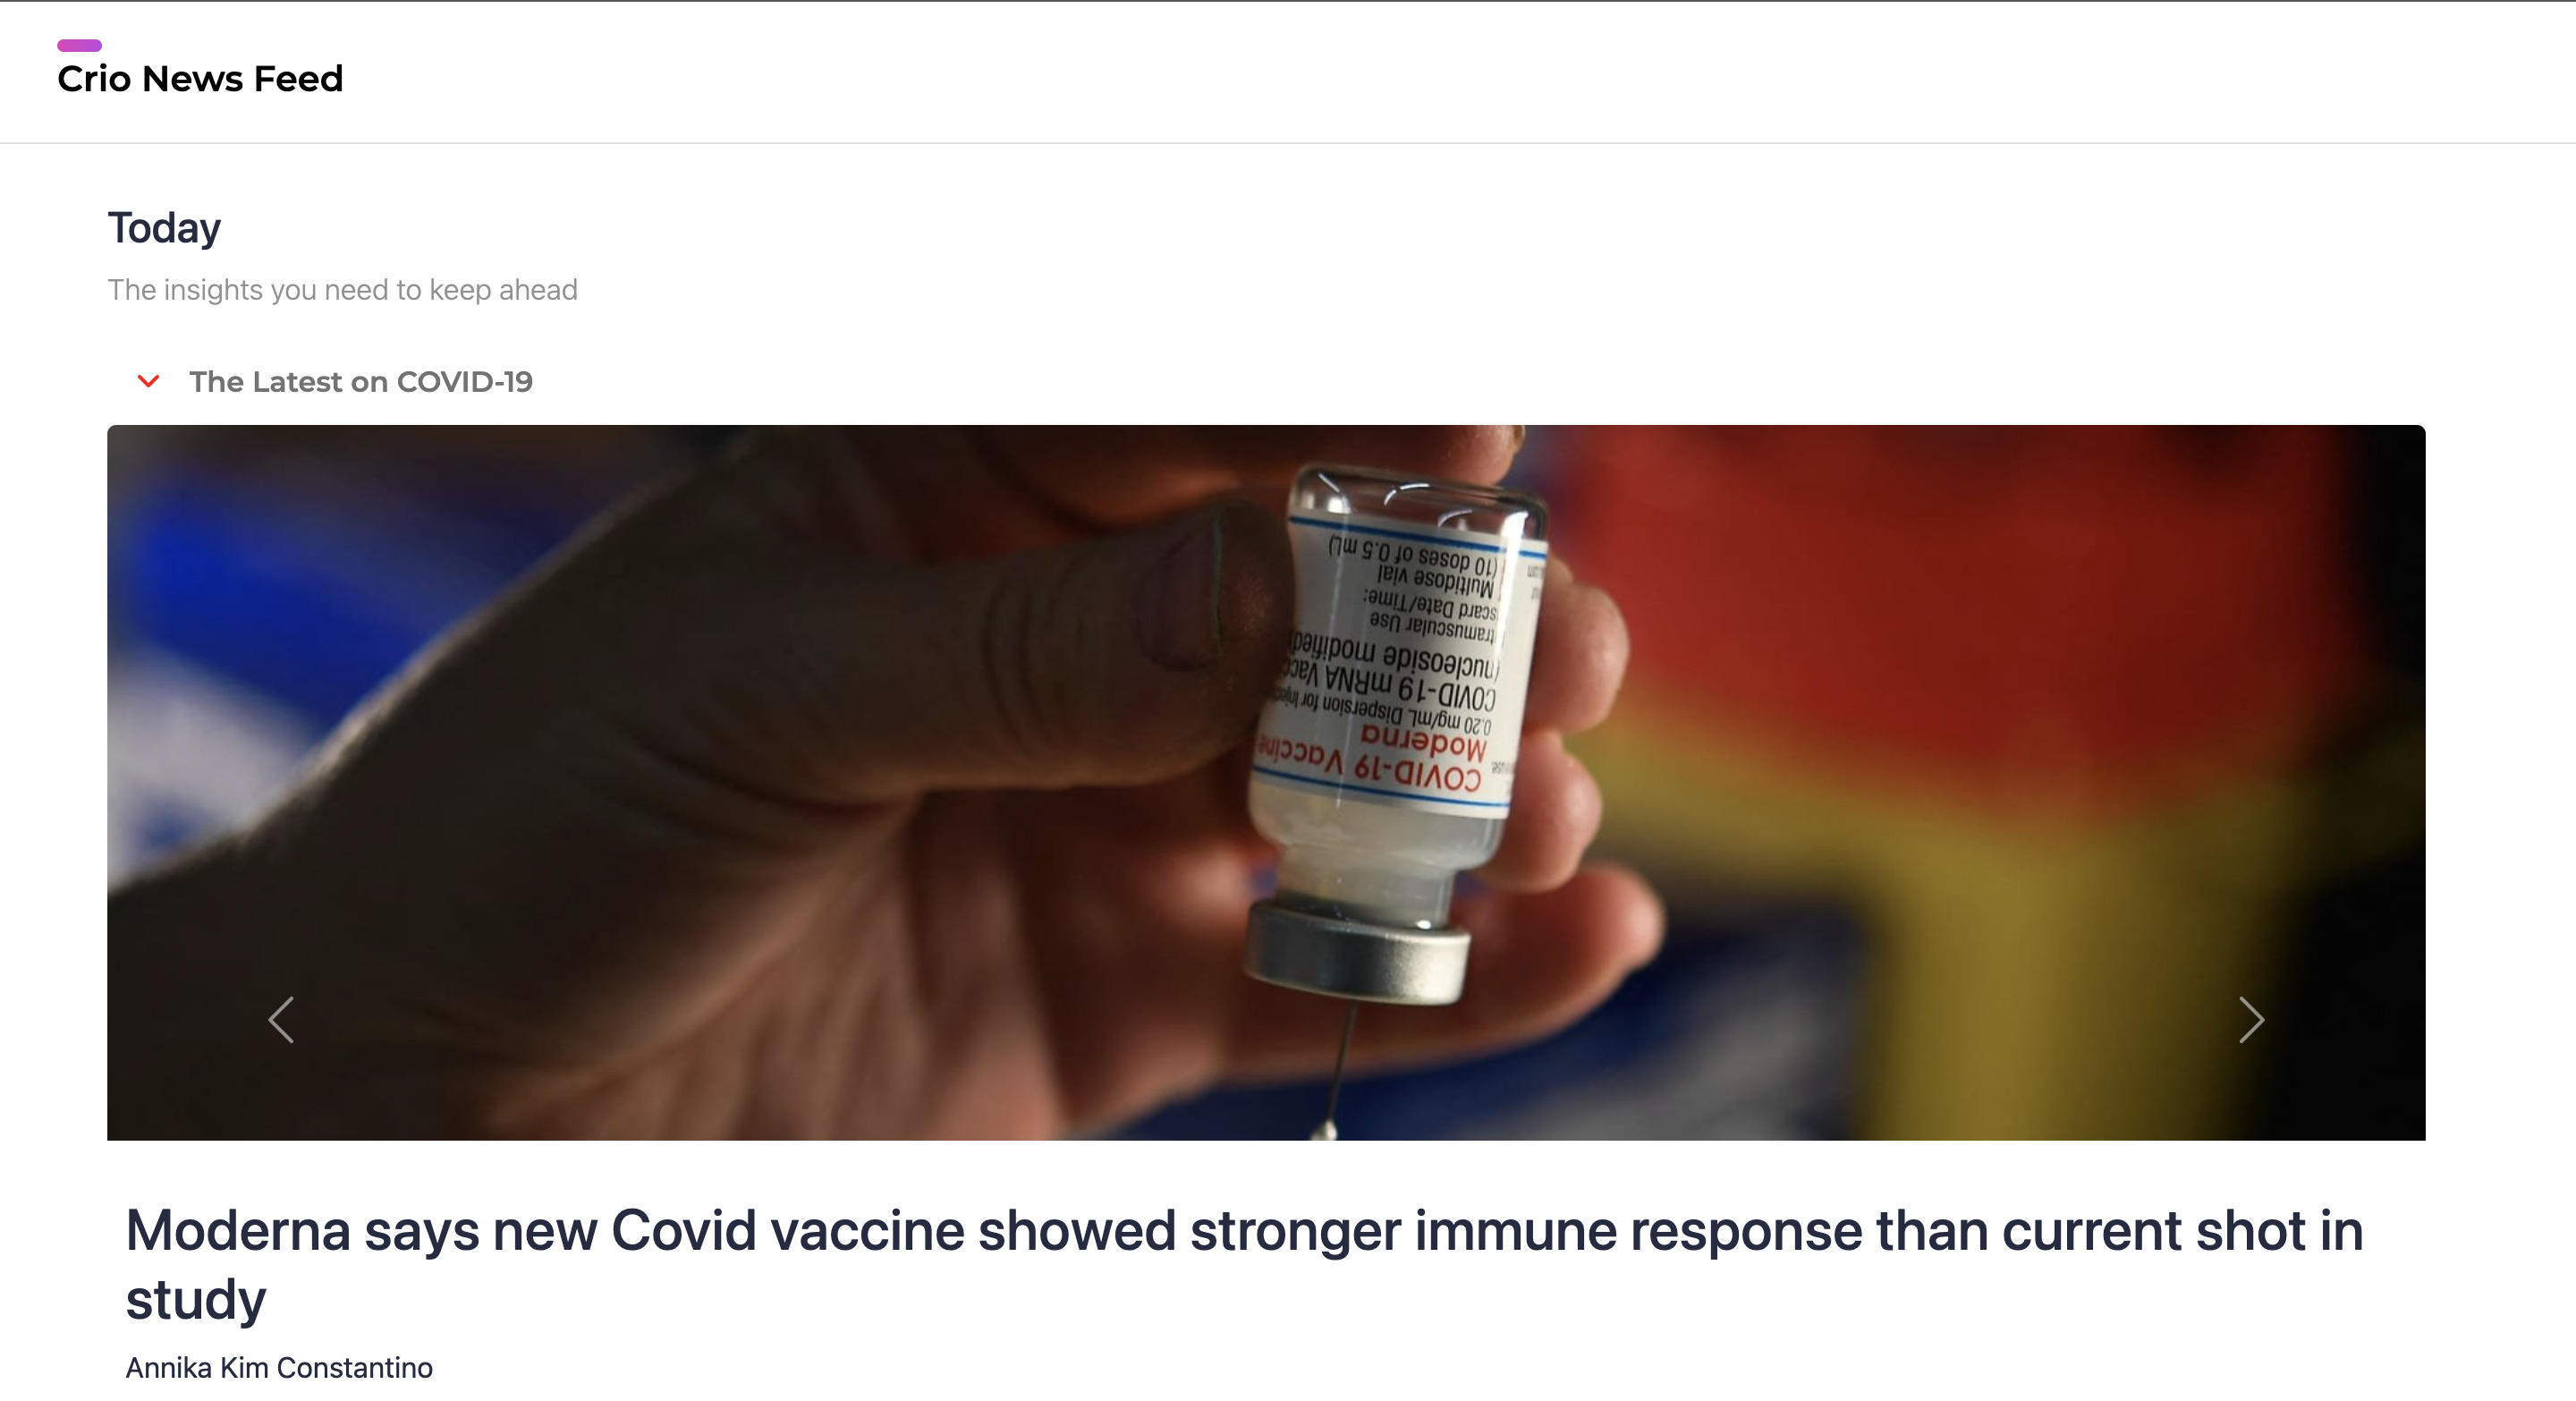 Crio News Feed
Today
The insights you need to keep ahead
The Latest on COVID-19
(10 doses of 0.5 mL)
Multidose vial
scard Date/Time:
tramuscular Use
(nucleoside modified
COVID-19 mRNA Vacc
0.20 mg/mL Dispersion for
Moderna
COVID-19 Vaccine
Moderna says new Covid vaccine showed stronger immune response than current shot in
study
Annika Kim Constantino